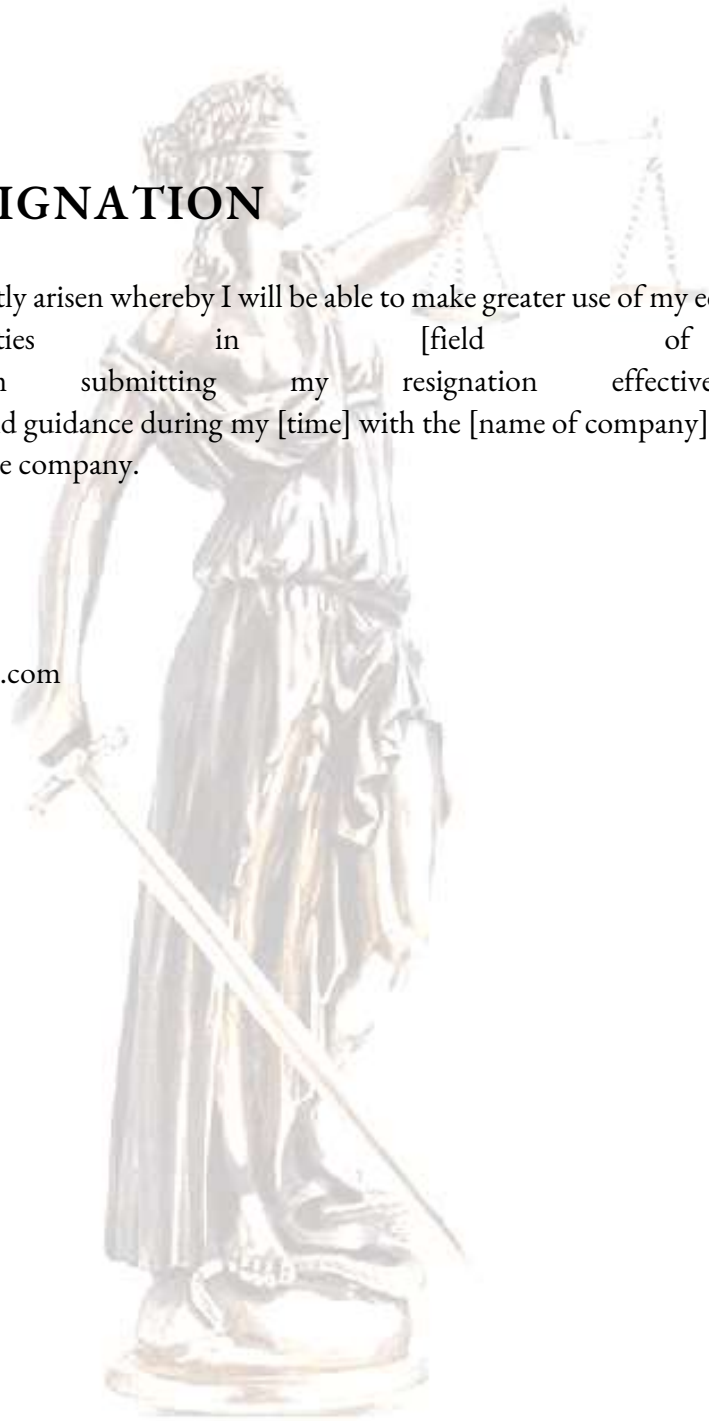 IGNATION
tly arisen whereby I will be able to make greater use of my e
ties in [field of
submitting my resignation effective
d guidance during my [time] with the [name of company]
e company.
.com